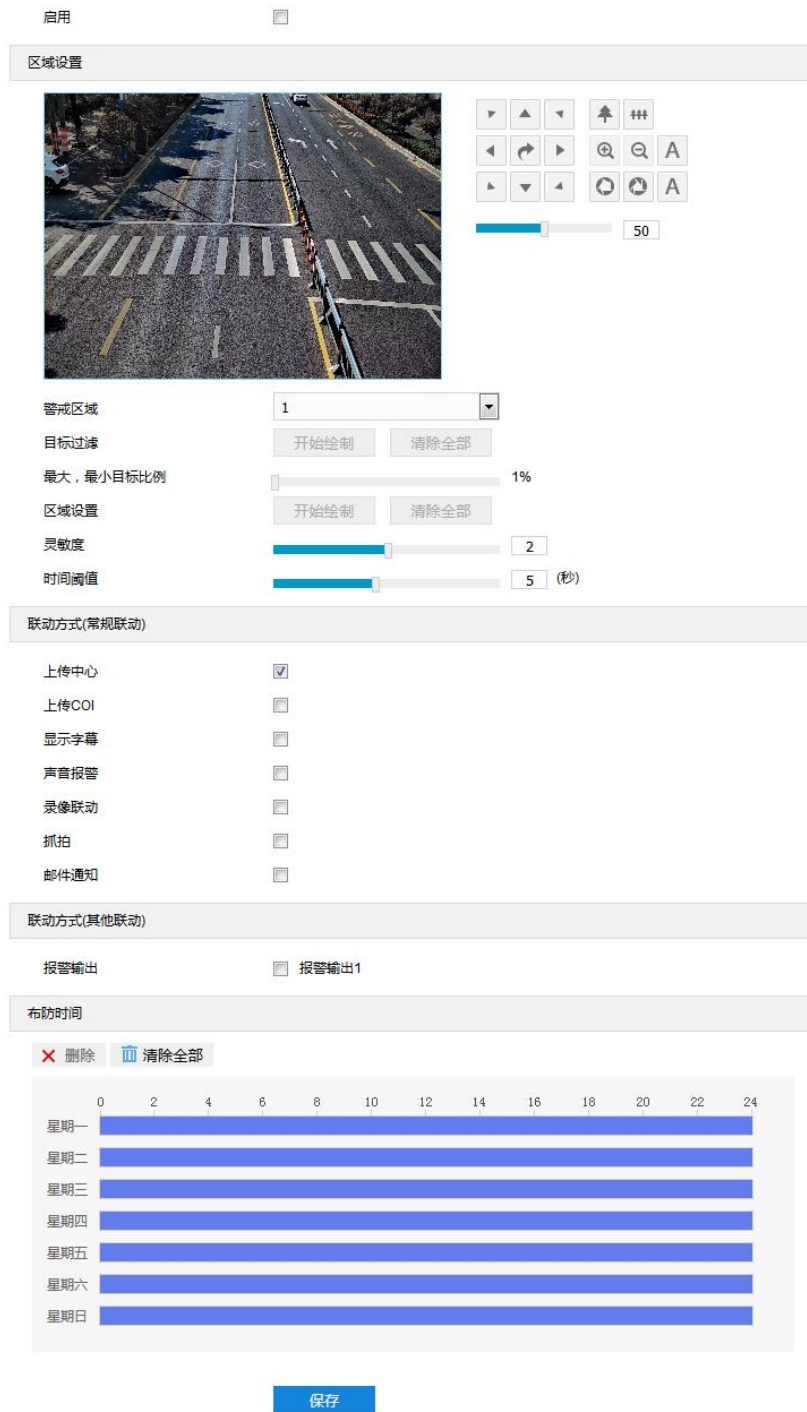 启用
区域设置
A
A
50
警戒区域 1
目标过滤 开始绘制 清除全部
最大，最小目标比例 1%
区域设置 开始绘制 清除全部
灵敏度 2
时间阈值 5 (秒)
联动方式(常规联动)
上传中心
上传COI
显示字幕
声音报警
录像联动
抓拍
邮件通知
联动方式(其他联动)
报警输出 报警输出1
布防时间
删除 清除全部
0 2 4 6 8 10 12 14 16 18 20 22 24
星期一
星期二
星期三
星期四
星期五
星期六
星期日
保存